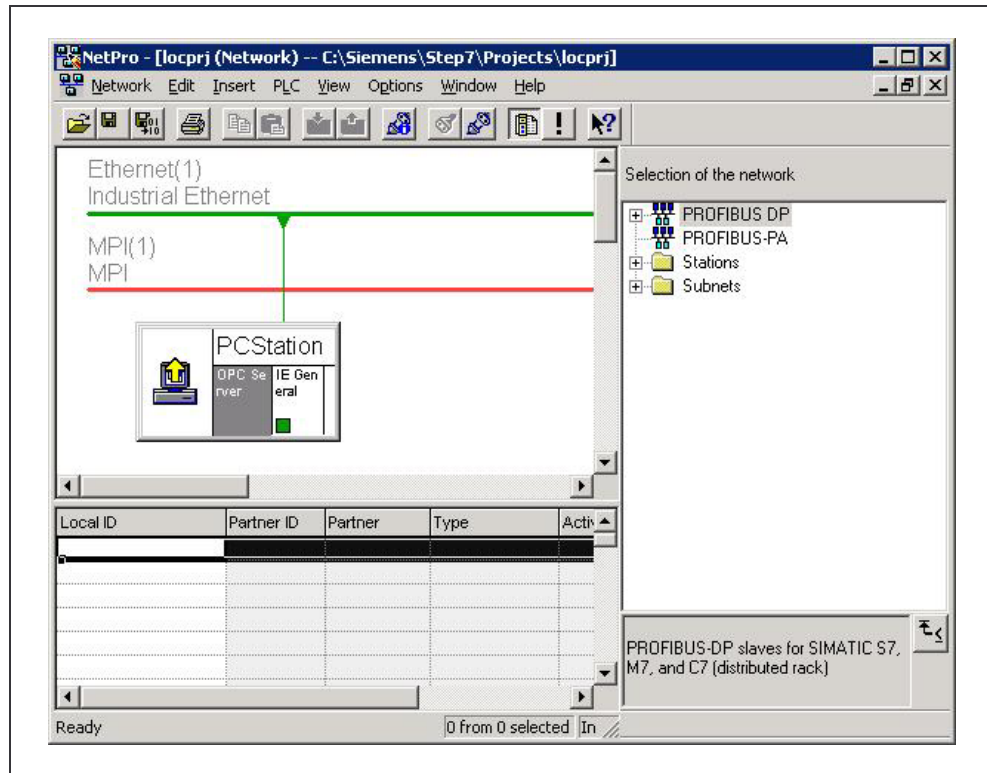 NetPro - [locprj (Network) -- C:\Siemens\Step7\Projects\locprj]
Network Edit Insert PLC View Options Window Help
Ethernet(1)
Industrial Ethernet
MPI(1)
MPI
PCStation
OPC Se
rver
IE Gen
eral
Selection of the network
PROFIBUS DP
PROFIBUS-PA
Stations
Subnets
Local ID Partner ID Partner Type Activ
PROFIBUS-DP slaves for SIMATIC S7,
M7, and C7 (distributed rack)
Ready 0 from 0 selected In